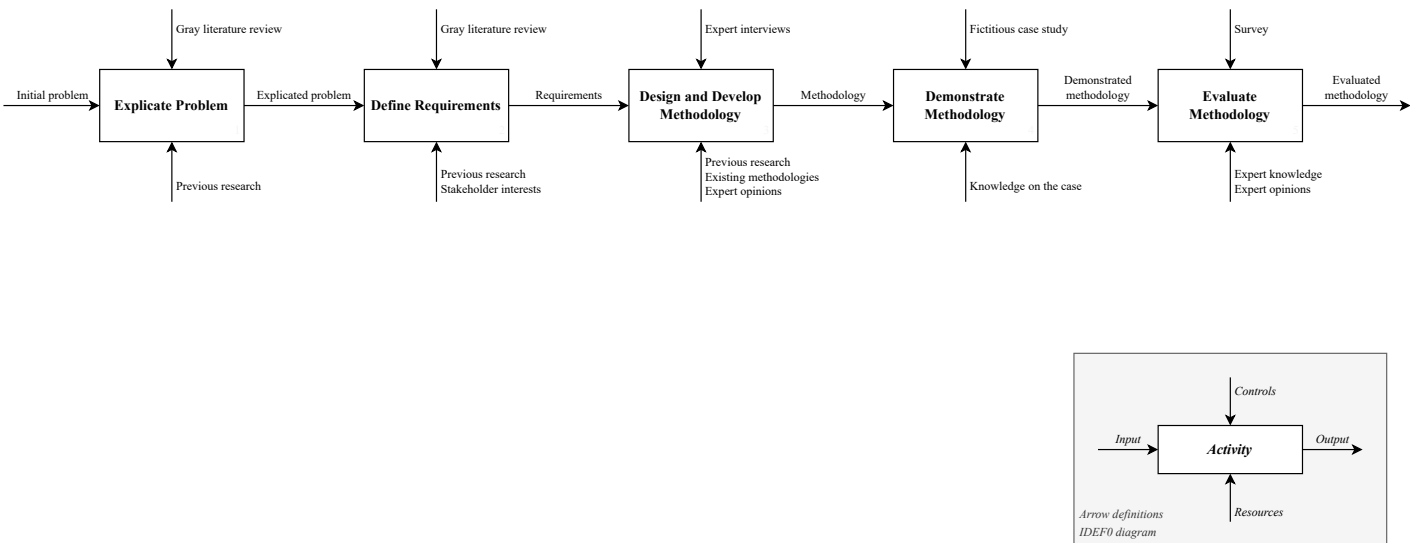 Gray literature review
Gray literature review
Expert interviews
Fictitious case study
Survey
Initial problem
Explicate Problem
Explicated problem
Define Requirements
Requirements
Design and Develop
Methodology
Methodology
Demonstrate
Methodology
Demonstrated
methodology
Evaluate
Methodology
Evaluated
methodology
Previous research
Previous research
Stakeholder interests
Previous research
Existing methodologies
Expert opinions
Knowledge on the case
Expert knowledge
Expert opinions
Controls
Input
Activity
Output
Resources
Arrow definitions
IDEF0 diagram